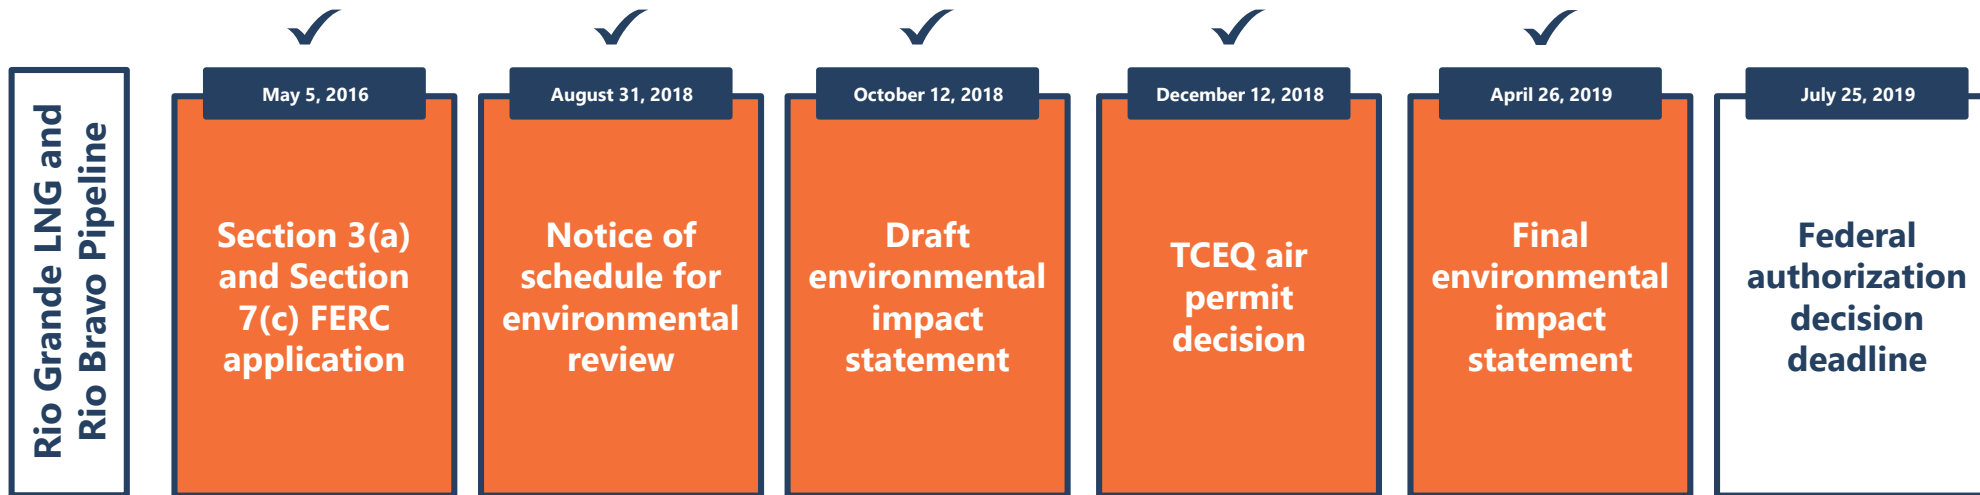 Rio Grande LNG and
Rio Bravo Pipeline
May 5, 2016
Section 3(a)
and Section
7(c) FERC
application
August 31, 2018
Notice of
schedule for
environmental
review
October 12, 2018
Draft
environmental
impact
statement
December 12, 2018
TCEQ air
permit
decision
April 26, 2019
Final
environmental
impact
statement
July 25, 2019
Federal
authorization
decision
deadline